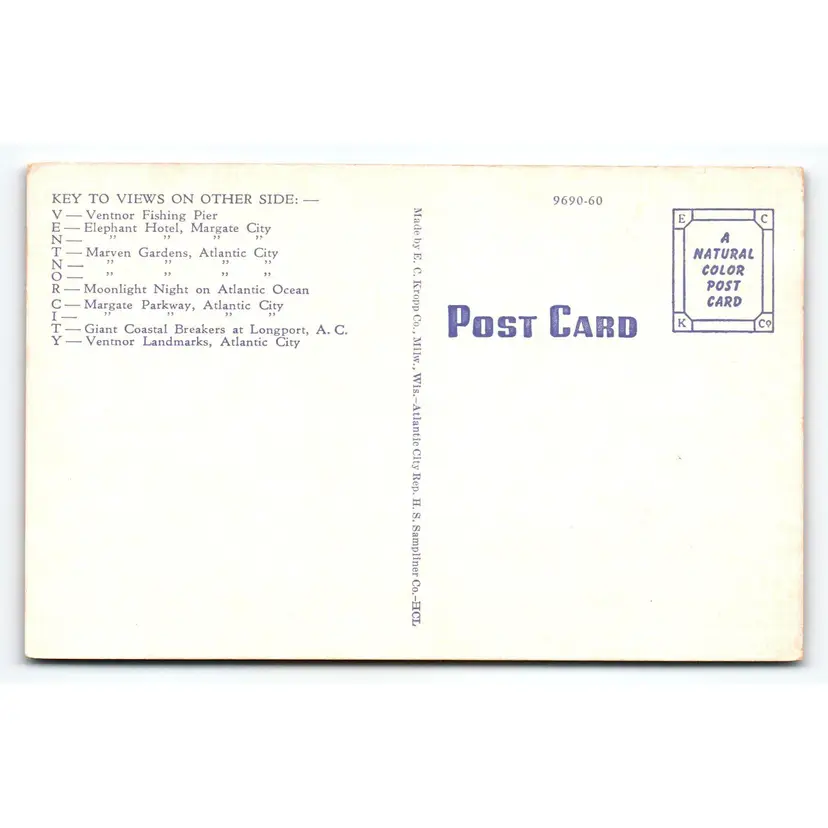 KEY TO VIEWS ON OTHER SIDE: —
V — Ventnor Fishing Pier
E — Elephant Hotel, Margate City
N — " " " "
T — Marven Gardens, Atlantic City
N — " " " "
O — " " " "
R — Moonlight Night on Atlantic Ocean
C — Margate Parkway, Atlantic City
I — " " " "
T — Giant Coastal Breakers at Longport, A. C.
Y — Ventnor Landmarks, Atlantic City
Made by E. C. Kropp Co., Milw., Wis.—Atlantic City Rep. H. S. Sampliner Co.—HCL
9690-60
POST CARD
E C
A
NATURAL
COLOR
POST
CARD
K Co